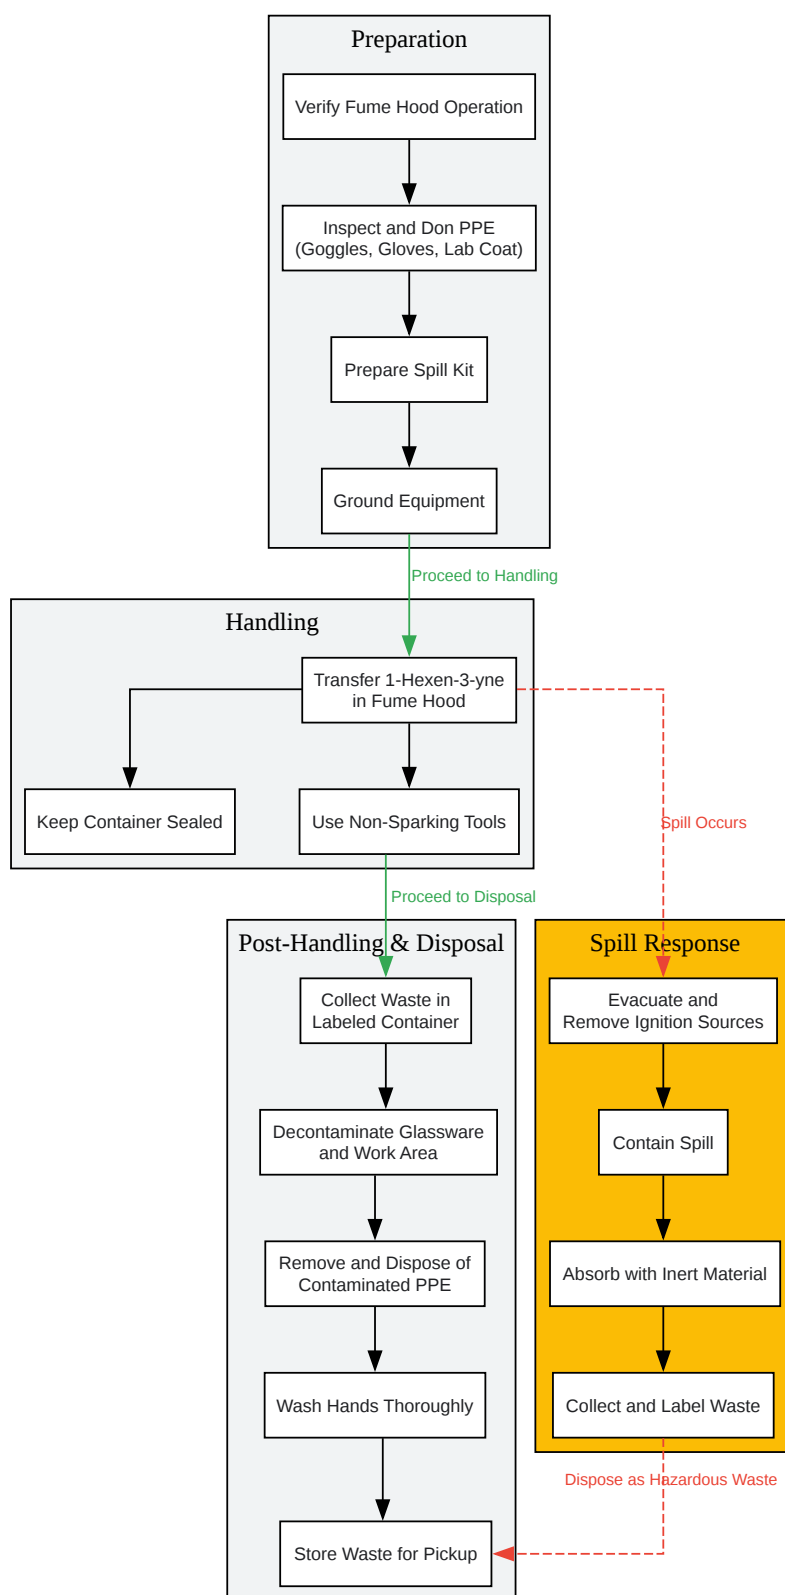 Preparation
Verify Fume Hood Operation
Inspect and Don PPE
(Goggles, Gloves, Lab Coat)
Prepare Spill Kit
Ground Equipment
Proceed to Handling
Handling
Transfer 1-Hexen-3-yne
in Fume Hood
Keep Container Sealed
Use Non-Sparking Tools
Spill Occurs
Proceed to Disposal
Post-Handling & Disposal
Collect Waste in
Labeled Container
Decontaminate Glassware
and Work Area
Remove and Dispose of
Contaminated PPE
Wash Hands Thoroughly
Store Waste for Pickup
Spill Response
Evacuate and
Remove Ignition Sources
Contain Spill
Absorb with Inert Material
Collect and Label Waste
Dispose as Hazardous Waste